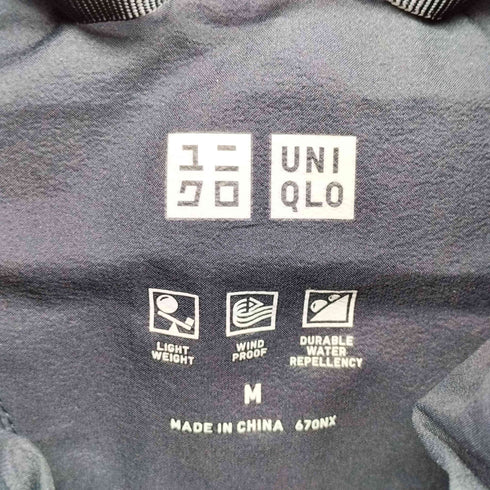 ユニ
クロ
UNI
QLO
LIGHT
WEIGHT
WIND
PROOF
DURABLE
WATER
REPELLENCY
M
MADE IN CHINA 670NX